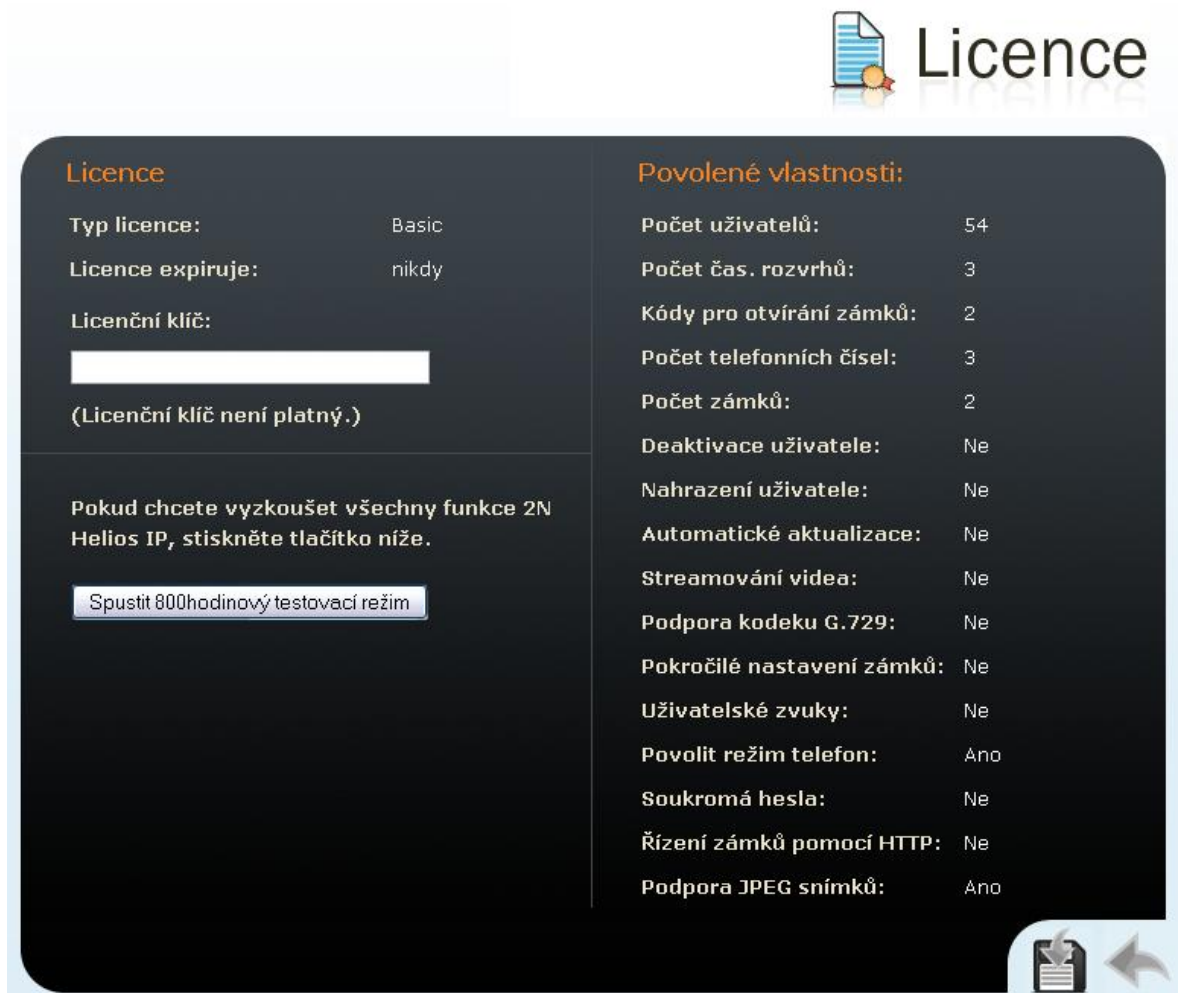 Licence
Licence
Typ licence: Basic
Licence expiruje: nikdy
Licenční klíč:
(Licenční klíč není platný.)
Pokud chcete vyzkoušet všechny funkce 2N
Helios IP, stiskněte tlačítko níže.
Spustit 800hodinový testovací režim
Povolené vlastnosti:
Počet uživatelů: 54
Počet čas. rozvrhů: 3
Kódy pro otvírání zámků: 2
Počet telefonních čísel: 3
Počet zámků: 2
Deaktivace uživatele: Ne
Nahrazení uživatele: Ne
Automatické aktualizace: Ne
Streamování videa: Ne
Podpora kodeku G.729: Ne
Pokročilé nastavení zámků: Ne
Uživatelské zvuky: Ne
Povolit režim telefon: Ano
Soukromá hesla: Ne
Řízení zámků pomocí HTTP: Ne
Podpora JPEG snímků: Ano